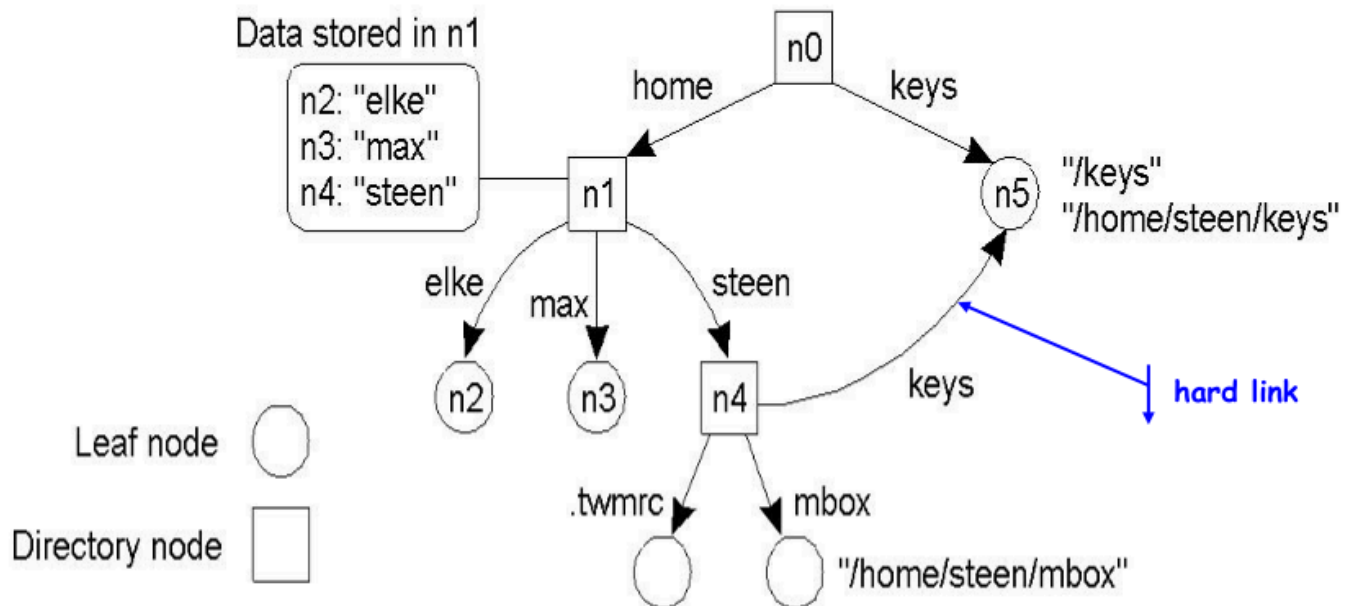 Data stored in n1
n0
n2: "elke"
n3: "max"
n4: "steen"
home
keys
n1
n5
"/keys"
"/home/steen/keys"
elke
max
steen
n2
n3
n4
keys
hard link
Leaf node
.twmrc
mbox
Directory node
"/home/steen/mbox"